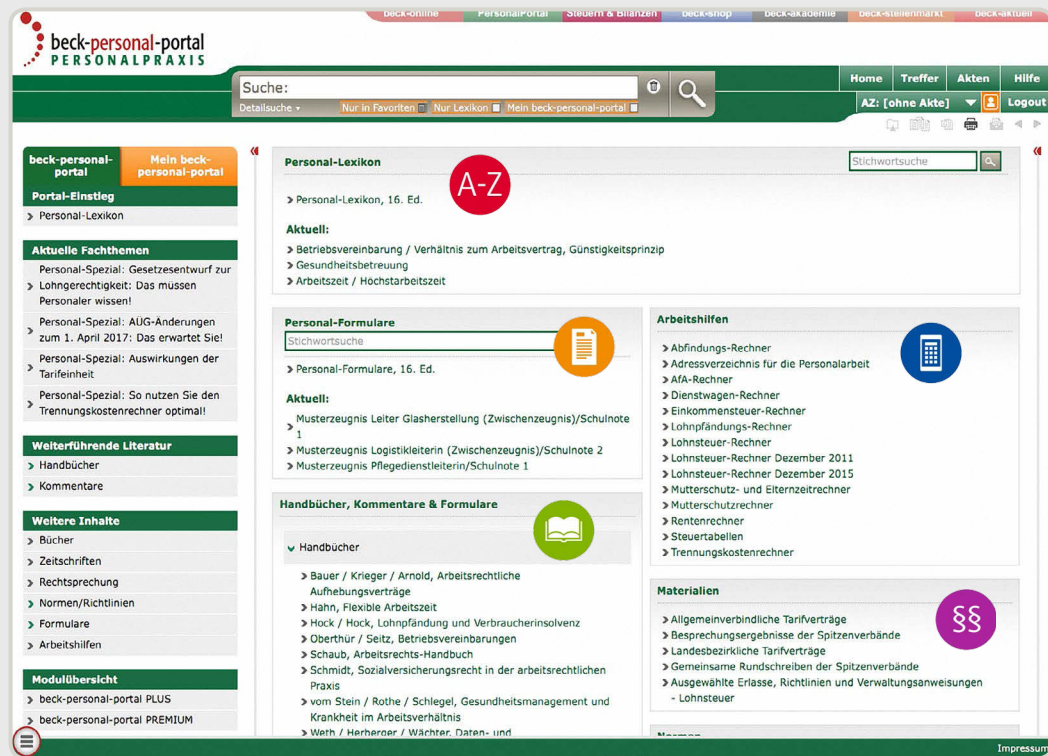 beck-online
PersonalPortal
Steuern & Bilanzen
beck-shop
beck-akademie
beck-stellenmarkt
beck-aktuell
beck-personal-portal
PERSONALPRAXIS
Suche:
Detailsuche
Nur in Favoriten
Nur Lexikon
Mein beck-personal-portal
Home
Treffer
Akten
Hilfe
AZ: [ohne Akte]
Logout
beck-personal-
portal
Mein beck-
personal-portal
Portal-Einstieg
Personal-Lexikon
Aktuelle Fachthemen
Personal-Spezial: Gesetzesentwurf zur
Lohngerechtigkeit: Das müssen
Personaler wissen!
Personal-Spezial: AÜG-Änderungen
zum 1. April 2017: Das erwartet Sie!
Personal-Spezial: Auswirkungen der
Tarifeinheit
Personal-Spezial: So nutzen Sie den
Trennungskostenrechner optimal!
Weiterführende Literatur
Handbücher
Kommentare
Weitere Inhalte
Bücher
Zeitschriften
Rechtsprechung
Normen/Richtlinien
Formulare
Arbeitshilfen
Modulübersicht
beck-personal-portal PLUS
beck-personal-portal PREMIUM
Personal-Lexikon
A-Z
Stichwortsuche
Personal-Lexikon, 16. Ed.
Aktuell:
Betriebsvereinbarung / Verhältnis zum Arbeitsvertrag, Günstigkeitsprinzip
Gesundheitsbetreuung
Arbeitszeit / Höchstarbeitszeit
Personal-Formulare
Stichwortsuche
Personal-Formulare, 16. Ed.
Aktuell:
Musterzeugnis Leiter Glasherstellung (Zwischenzeugnis)/Schulnote
1
Musterzeugnis Logistikleiterin (Zwischenzeugnis)/Schulnote 2
Musterzeugnis Pflegedienstleiterin/Schulnote 1
Handbücher, Kommentare & Formulare
Handbücher
Bauer / Krieger / Arnold, Arbeitsrechtliche
Aufhebungsverträge
Hahn, Flexible Arbeitszeit
Hock / Hock, Lohnpfändung und Verbraucherinsolvenz
Oberthür / Seitz, Betriebsvereinbarungen
Schaub, Arbeitsrechts-Handbuch
Schmidt, Sozialversicherungsrecht in der arbeitsrechtlichen
Praxis
vom Stein / Rothe / Schlegel, Gesundheitsmanagement und
Krankheit im Arbeitsverhältnis
Weth / Herberger / Wächter, Daten- und
Arbeitshilfen
Abfindungs-Rechner
Adressverzeichnis für die Personalarbeit
AfA-Rechner
Dienstwagen-Rechner
Einkommensteuer-Rechner
Lohnpfändungs-Rechner
Lohnsteuer-Rechner
Lohnsteuer-Rechner Dezember 2011
Lohnsteuer-Rechner Dezember 2015
Mutterschutz- und Elternzeitrechner
Mutterschutzrechner
Rentenrechner
Steuertabellen
Trennungskostenrechner
Materialien
§§
Allgemeinverbindliche Tarifverträge
Besprechungsergebnisse der Spitzenverbände
Landesbezirkliche Tarifverträge
Gemeinsame Rundschreiben der Spitzenverbände
Ausgewählte Erlasse, Richtlinien und Verwaltungsanweisungen
- Lohnsteuer
Normen
Impressum